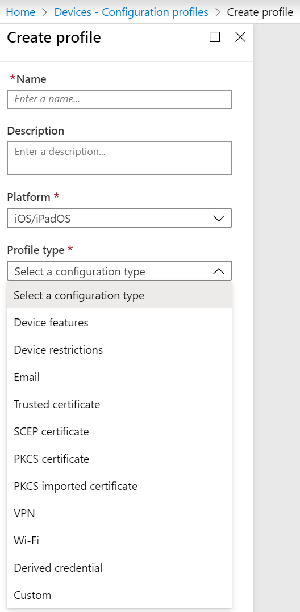 Home > Devices - Configuration profiles > Create profile
Create profile
*Name
Enter a name...
Description
Enter a description...
Platform *
iOS/iPadOS
Profile type *
Select a configuration type
Select a configuration type
Device features
Device restrictions
Email
Trusted certificate
SCEP certificate
PKCS certificate
PKCS imported certificate
VPN
Wi-Fi
Derived credential
Custom